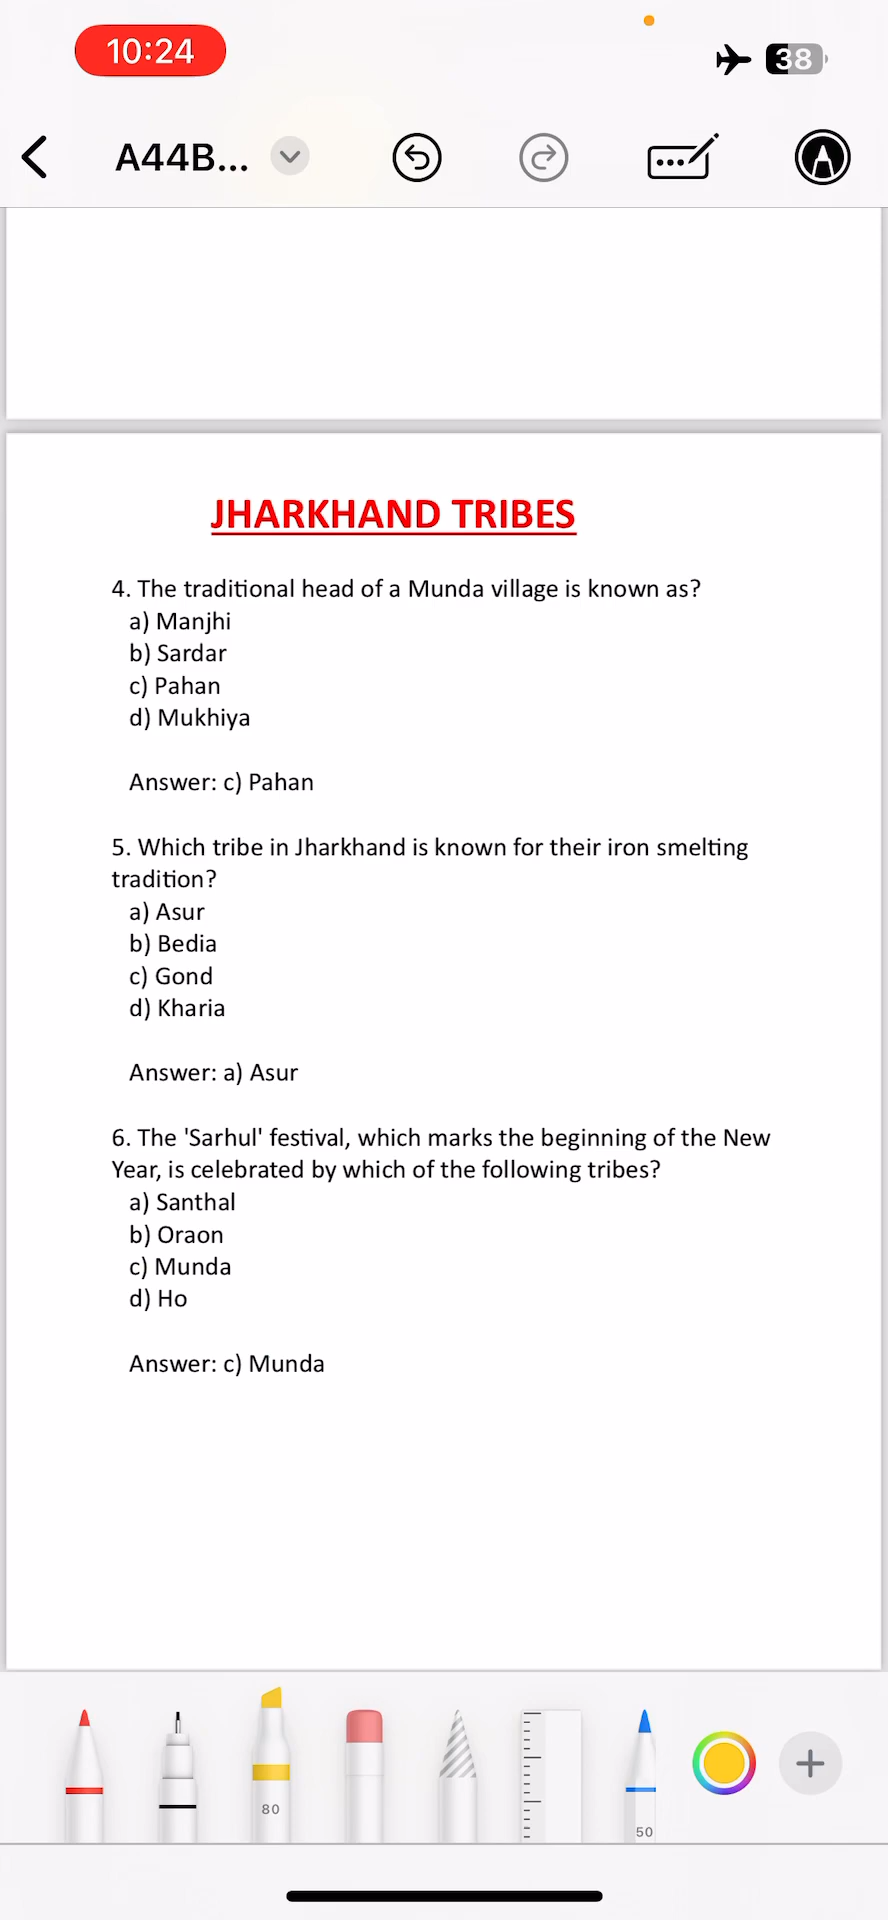 10:24
38
A44B...
JHARKHAND TRIBES
4. The traditional head of a Munda village is known as?
a) Manjhi
b) Sardar
c) Pahan
d) Mukhiya
Answer: c) Pahan
5. Which tribe in Jharkhand is known for their iron smelting
tradition?
a) Asur
b) Bedia
c) Gond
d) Kharia
Answer: a) Asur
6. The 'Sarhul' festival, which marks the beginning of the New
Year, is celebrated by which of the following tribes?
a) Santhal
b) Oraon
c) Munda
d) Ho
Answer: c) Munda
80
50